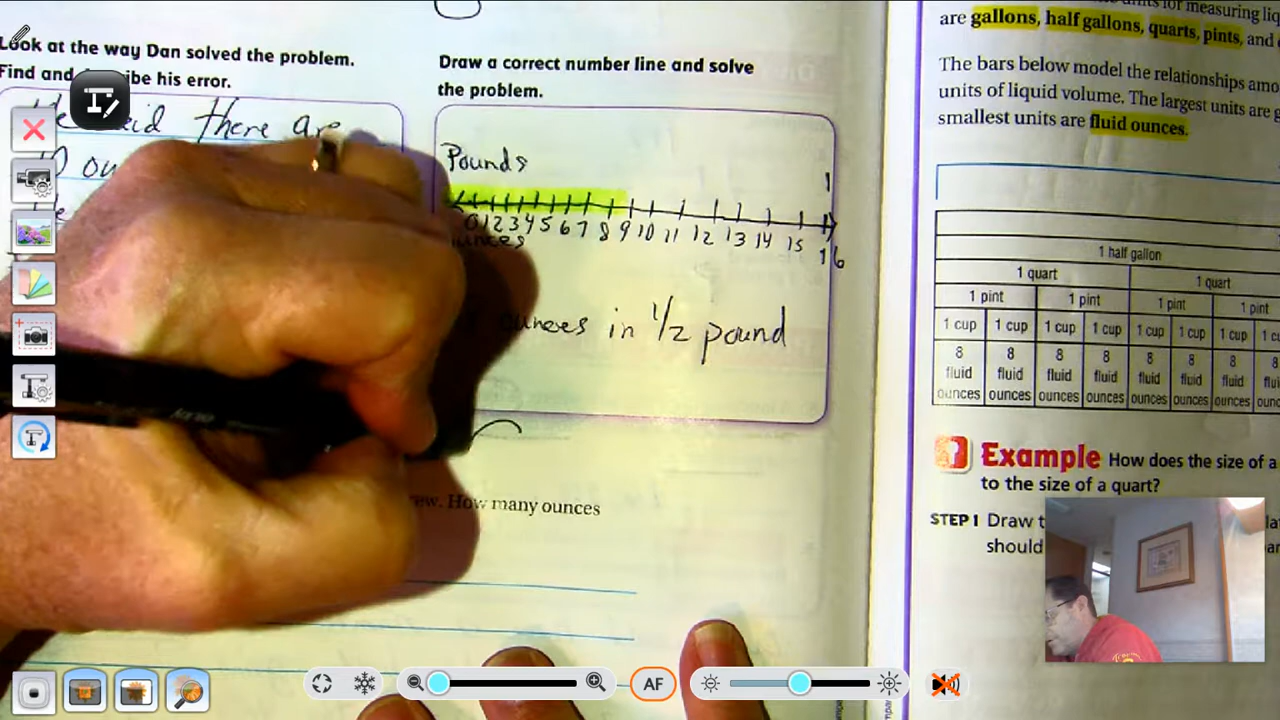 Look at the way Dan solved the problem.
Find and his error.
said there are
10
Draw a correct number line and solve
the problem.
Pounds
1
0 1 2 3 4 5 6 7 8 9 10 11 12 13 14 15 16
ounces
ounces in 1/2 pound
How many ounces
for measuring
are gallons, half gallons, quarts, pints, and
The bars below model the relationships
units of liquid volume. The largest units are
smallest units are fluid ounces.
1 half gallon
1 quart 1 quart
1 pint 1 pint 1 pint 1 pint
1 cup 1 cup 1 cup 1 cup 1 cup 1 cup 1
8 8 8 8 8 8 8
fluid fluid fluid fluid fluid fluid
ounces ounces ounces ounces ounces ounces
Example How does the size of a
to the size of a quart?
STEP 1 Draw
should
AF